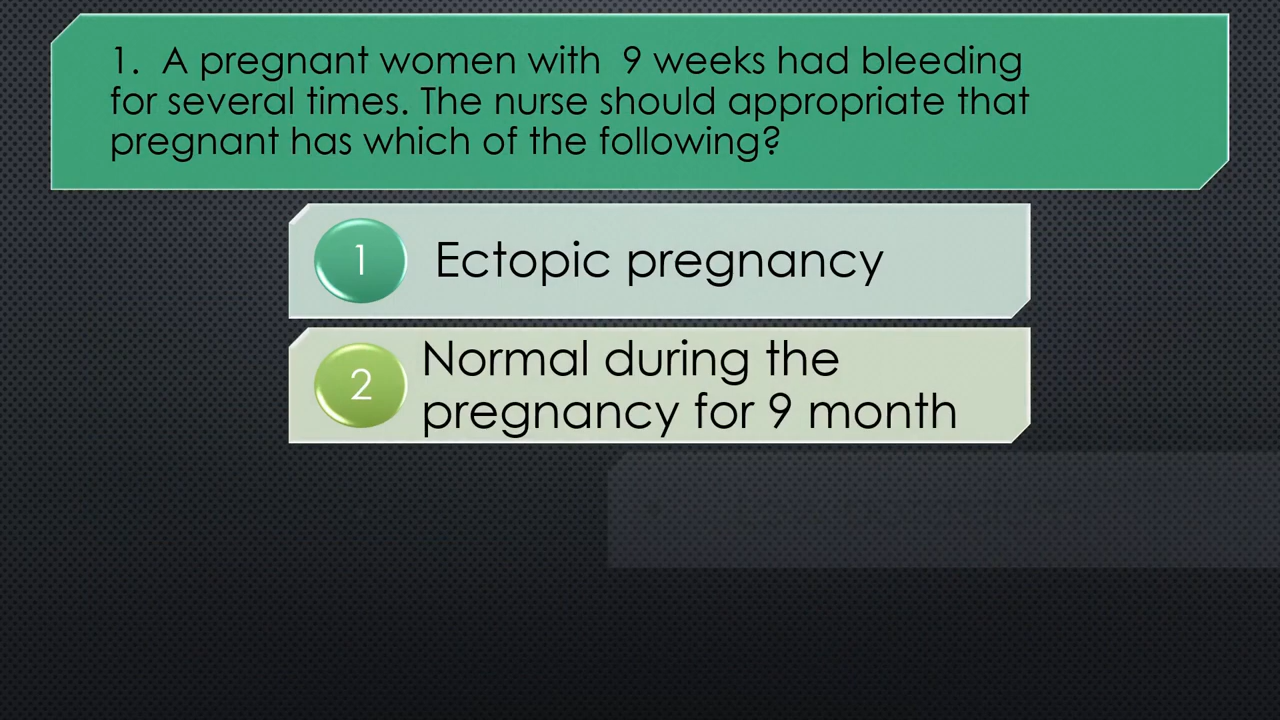 1. A pregnant women with 9 weeks had bleeding
for several times. The nurse should appropriate that
pregnant has which of the following?
1 Ectopic pregnancy
2 Normal during the
pregnancy for 9 month